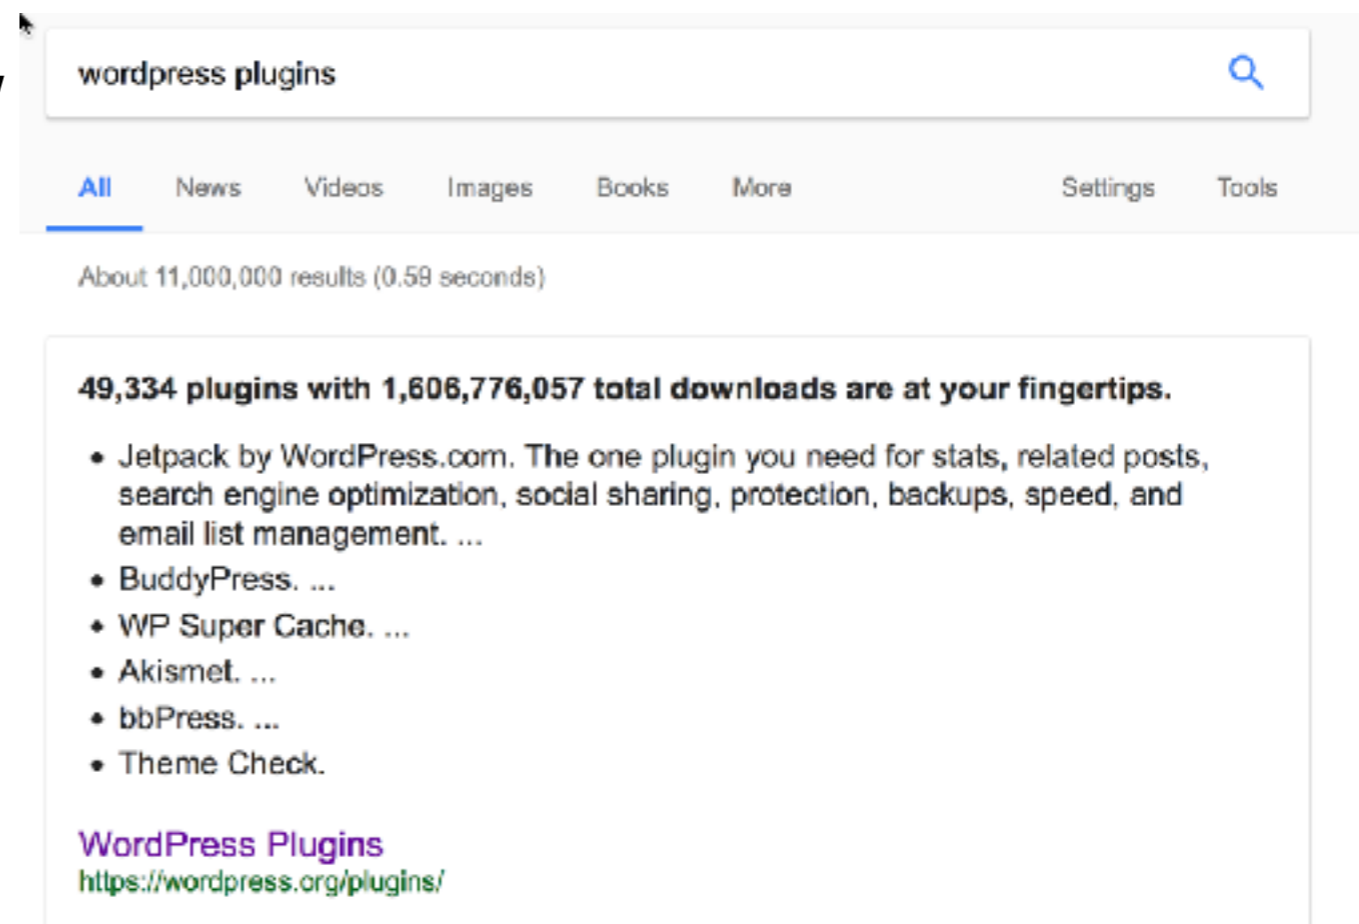 wordpress plugins
All News Videos Images Books More Settings Tools
About 11,000,000 results (0.59 seconds)
49,334 plugins with 1,606,776,057 total downloads are at your fingertips.
• Jetpack by WordPress.com. The one plugin you need for stats, related posts,
search engine optimization, social sharing, protection, backups, speed, and
email list management. ...
• BuddyPress. ...
• WP Super Cache. ...
• Akismet. ...
• bbPress. ...
• Theme Check.
WordPress Plugins
https://wordpress.org/plugins/